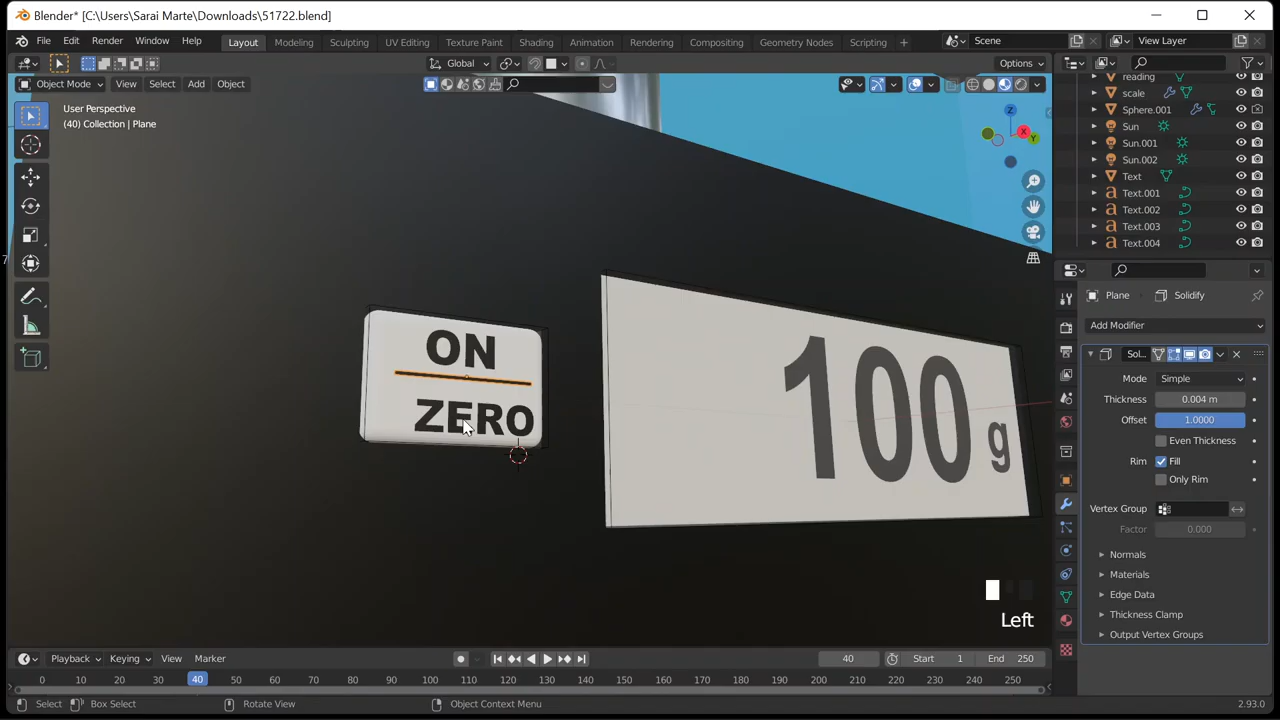 Blender* [C:\Users\Sarai Marte\Downloads\51722.blend]
File Edit Render Window Help Layout Modeling Sculpting UV Editing Texture Paint Shading Animation Rendering Compositing Geometry Nodes Scripting Scene View Layer
Global Options
Object Mode View Select Add Object
User Perspective
(40) Collection | Plane
reading
scale
Sphere.001
Sun
Sun.001
Sun.002
Text
Text.001
Text.002
Text.003
Text.004
Z
X
Y
7
ON
ZERO
100 g
Plane Solidify
Add Modifier
Sol...
Mode Simple
Thickness 0.004 m
Offset 1.0000
Even Thickness
Rim Fill
Only Rim
Vertex Group
Factor 0.000
Normals
Materials
Edge Data
Thickness Clamp
Output Vertex Groups
Left
Playback Keying View Marker 40 Start 1 End 250
0 10 20 30 40 50 60 70 80 90 100 110 120 130 140 150 160 170 180 190 200 210 220 230 240 250
Select Box Select Rotate View Object Context Menu 2.93.0